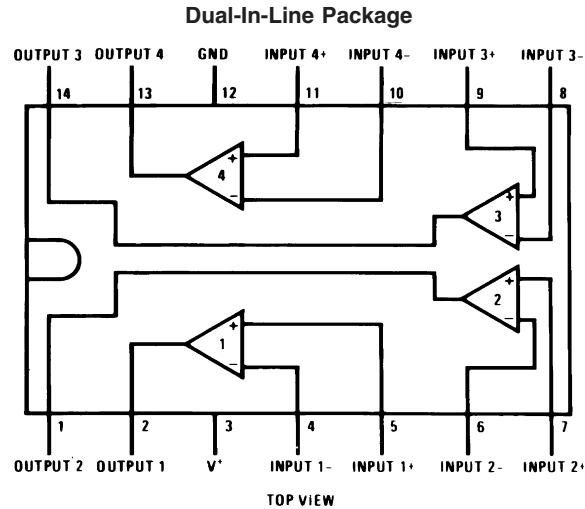 Dual-In-Line Package
OUTPUT 3 OUTPUT 4 GND INPUT 4+ INPUT 4- INPUT 3+ INPUT 3-
14 13 12 11 10 9 8
+
4
-
+
3
-
+
2
-
+
1
-
1 2 3 4 5 6 7
OUTPUT 2 OUTPUT 1 V+ INPUT 1- INPUT 1+ INPUT 2- INPUT 2+
TOP VIEW